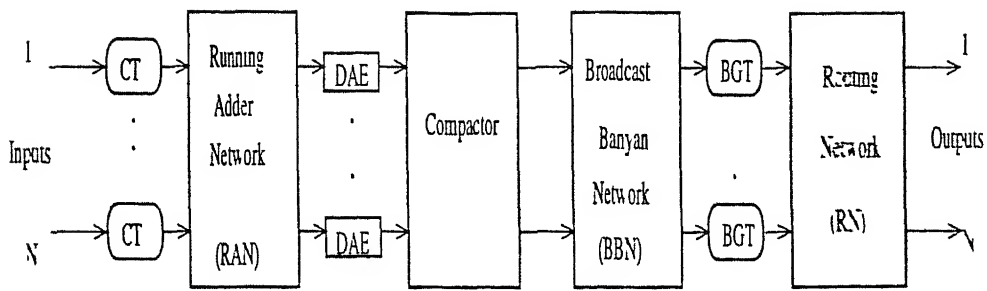 1
CT
Inputs
N
CT
Running
Adder
Network
(RAN)
DAE
DAE
Compactor
Broadcast
Banyan
Network
(BBN)
BGT
BGT
Routing
Network
(RN)
1
Outputs